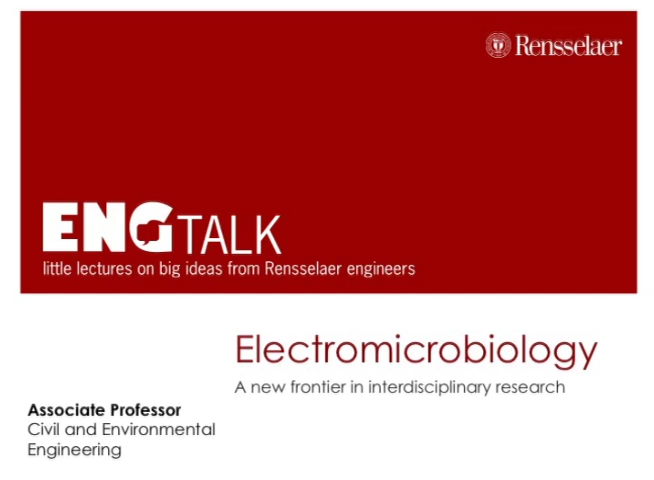 Rensselaer
ENGTALK
little lectures on big ideas from Rensselaer engineers
Electromicrobiology
A new frontier in interdisciplinary research
Associate Professor
Civil and Environmental
Engineering